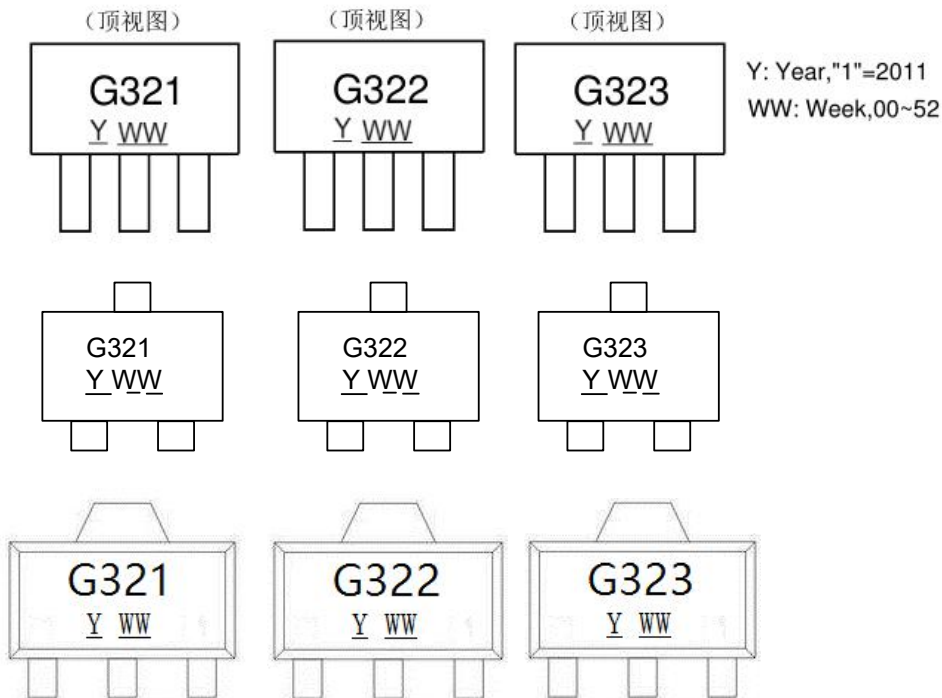 （顶视图） （顶视图） （顶视图）
G321 G322 G323
Y WW Y WW Y WW
Y: Year,"1"=2011
WW: Week,00~52
G321 G322 G323
Y WW Y WW Y WW
G321 G322 G323
Y WW Y WW Y WW